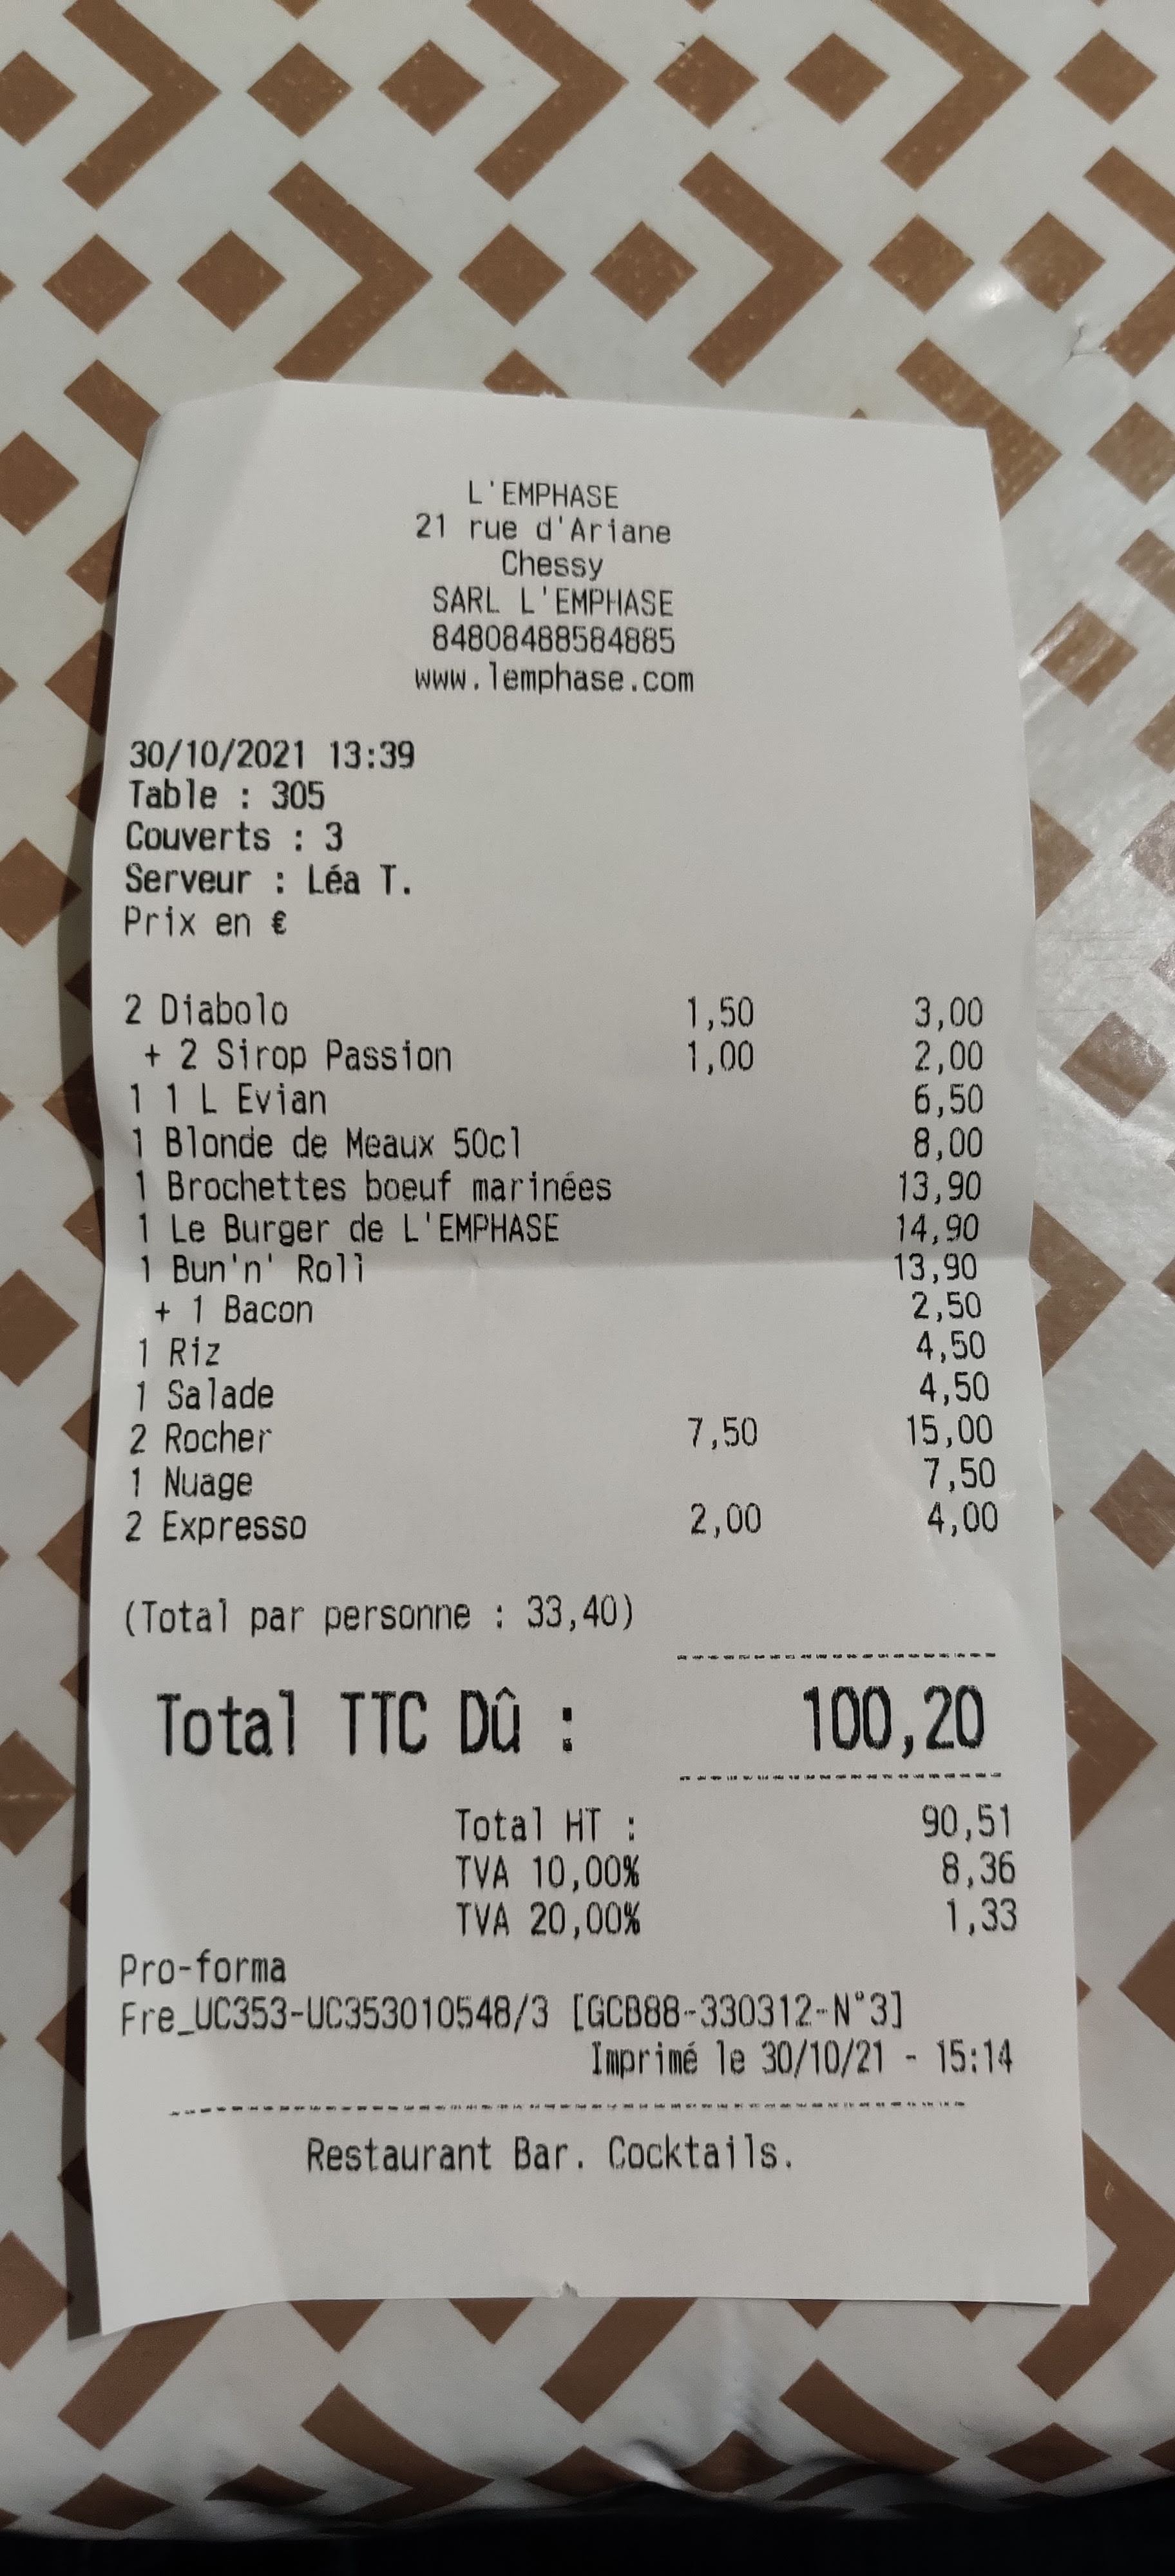 L'EMPHASE
21 rue d'Ariane
Chessy
SARL L'EMPHASE
84808488584885
www.lemphase.com
30/10/2021 13:39
Table : 305
Couverts : 3
Serveur : Léa T.
Prix en €
2 Diabolo 1,50 3,00
+ 2 Sirop Passion 1,00 2,00
1 1 L Evian 6,50
1 Blonde de Meaux 50cl 8,00
1 Brochettes boeuf marinées 13,90
1 Le Burger de L'EMPHASE 14,90
1 Bun'n' Roll 13,90
+ 1 Bacon 2,50
1 Riz 4,50
1 Salade 4,50
2 Rocher 7,50 15,00
1 Nuage 7,50
2 Expresso 2,00 4,00
(Total par personne : 33,40)
Total TTC Dû : 100,20
Total HT : 90,51
TVA 10,00% 8,36
TVA 20,00% 1,33
Pro-forma
Fre_UC353-UC353010548/3 [GCB88-330312-N°3]
Imprimé le 30/10/21 - 15:14
Restaurant Bar. Cocktails.